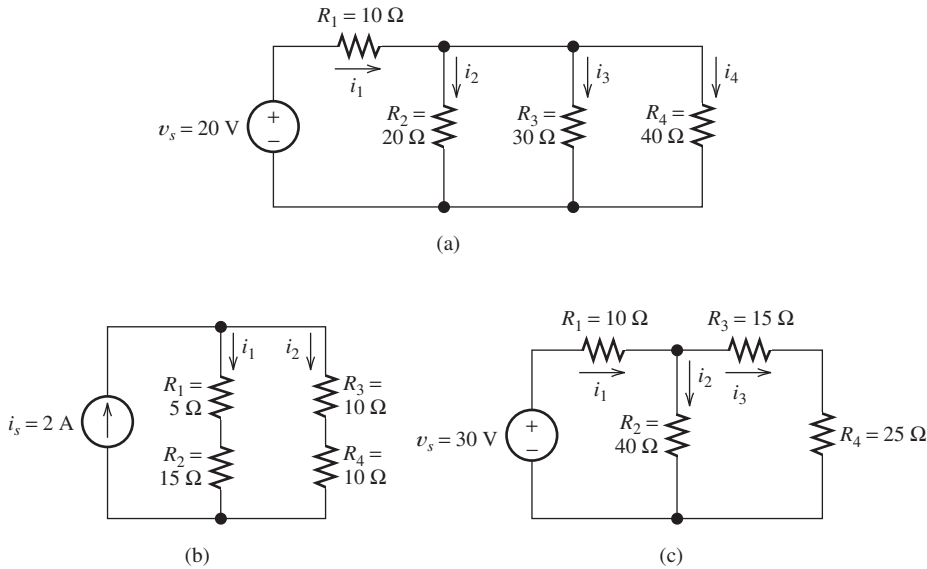 R1 = 10 Ω
i1
i2
i3
i4
vs = 20 V
+
−
R2 =
20 Ω
R3 =
30 Ω
R4 =
40 Ω
(a)
is = 2 A
i1
i2
R1 =
5 Ω
R3 =
10 Ω
R2 =
15 Ω
R4 =
10 Ω
(b)
R1 = 10 Ω
R3 = 15 Ω
i1
i2
i3
vs = 30 V
+
−
R2 =
40 Ω
R4 = 25 Ω
(c)